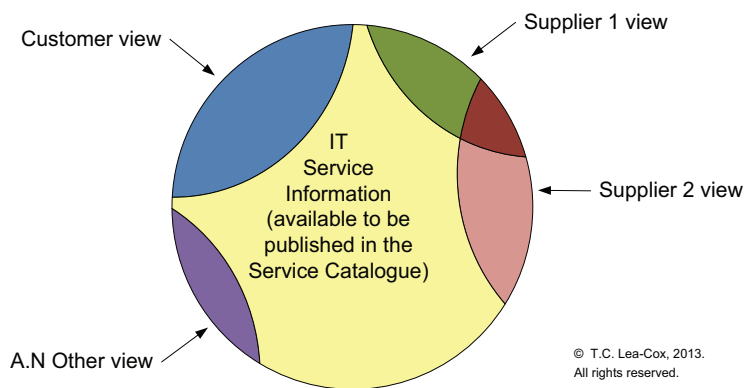 Customer view
Supplier 1 view
IT
Service
Information
(available to be
published in the
Service Catalogue)
Supplier 2 view
A.N Other view
© T.C. Lea-Cox, 2013.
All rights reserved.